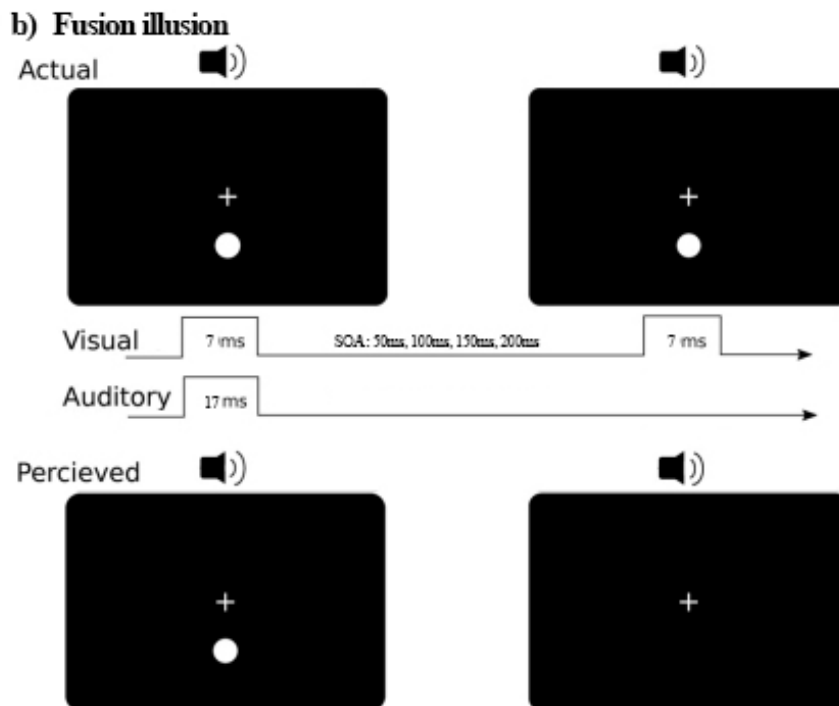 b) Fusion illusion
Actual
Visual 7 ms SOA: 50ms, 100ms, 150ms, 200ms 7 ms
Auditory 17 ms
Percieved